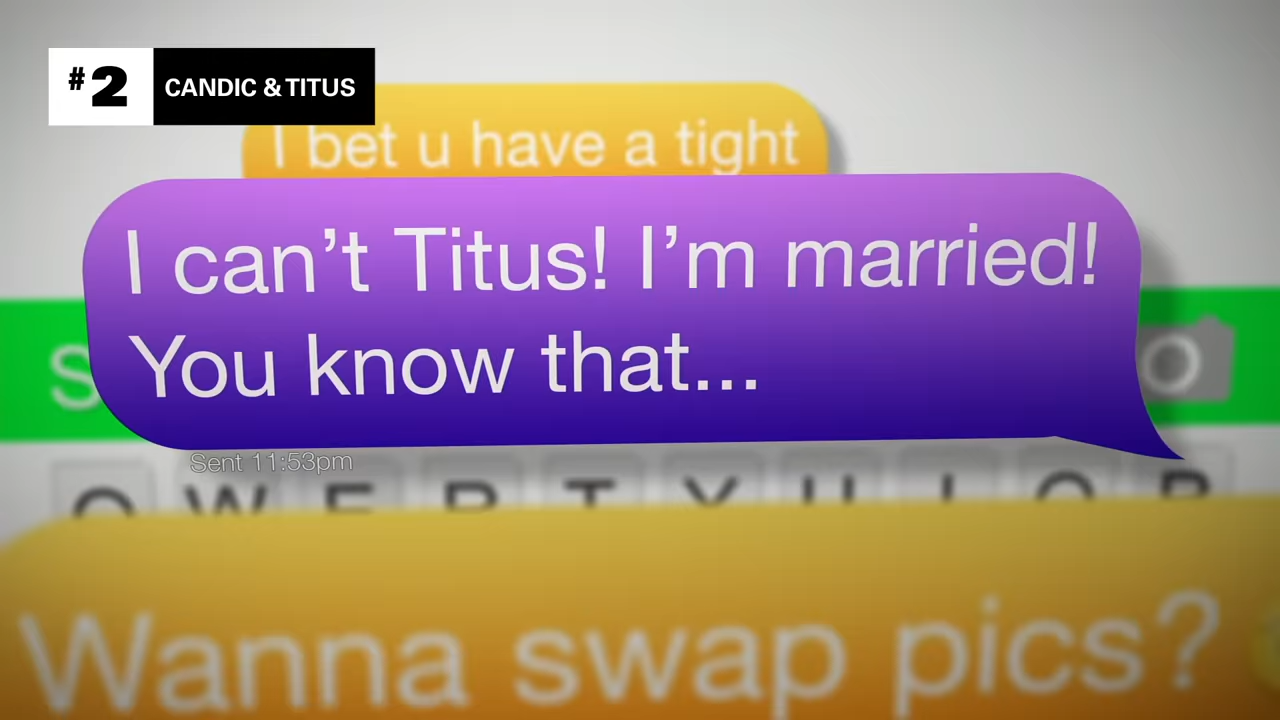 #2 CANDIC & TITUS
I bet u have a tight
I can't Titus! I'm married!
You know that...
S
Sent 11:53pm
Q W E R T Y U I O P
Wanna swap pics?